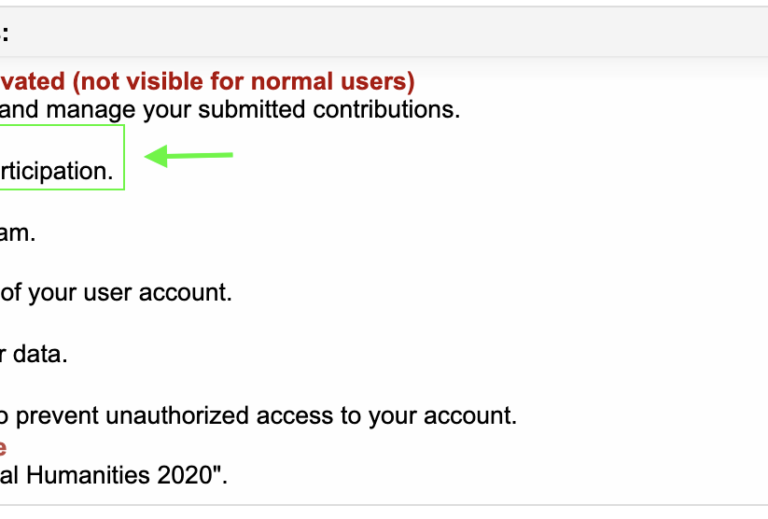 :
vated (not visible for normal users)
and manage your submitted contributions.
rticipation.
am.
of your user account.
r data.
o prevent unauthorized access to your account.
e
al Humanities 2020".